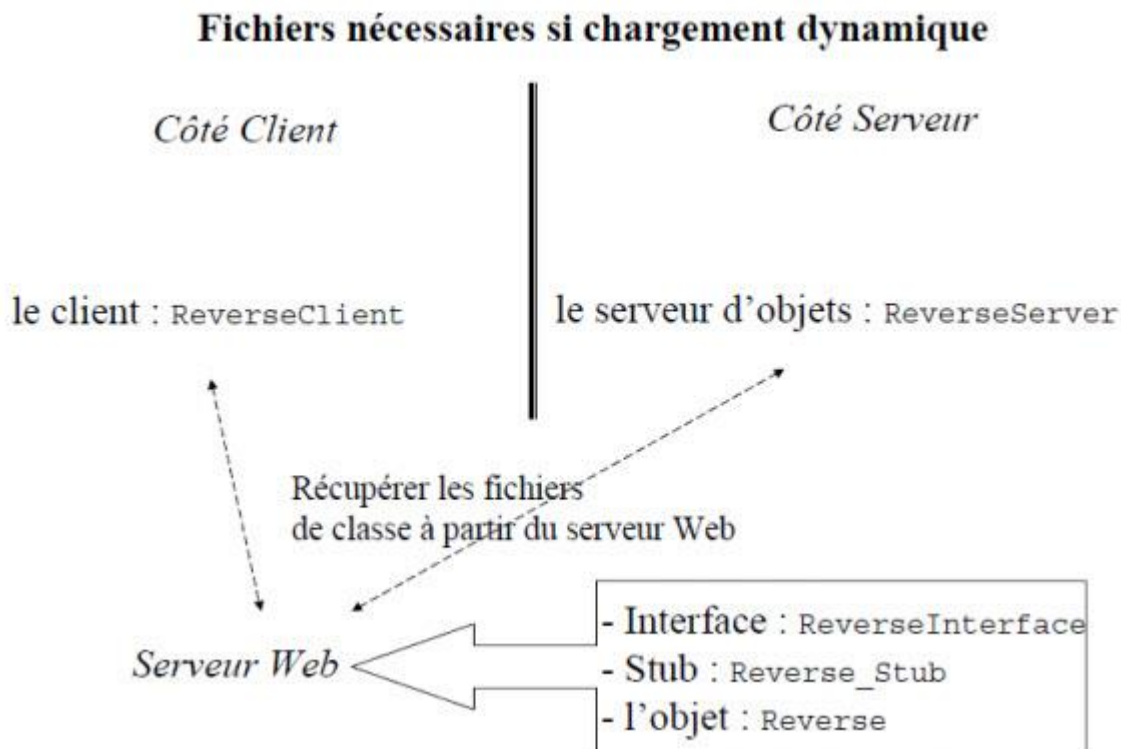 Fichiers nécessaires si chargement dynamique
Côté Client
Côté Serveur
le client : ReverseClient
le serveur d'objets : ReverseServer
Récupérer les fichiers
de classe à partir du serveur Web
Serveur Web
- Interface : ReverseInterface
- Stub : Reverse_Stub
- l'objet : Reverse